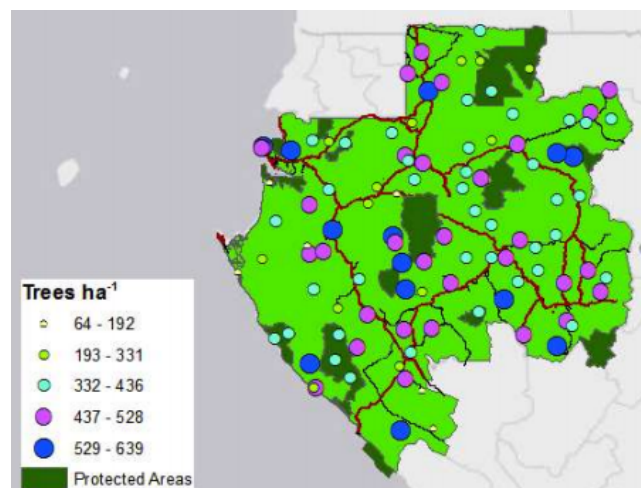 Trees ha⁻¹
64 - 192
193 - 331
332 - 436
437 - 528
529 - 639
Protected Areas